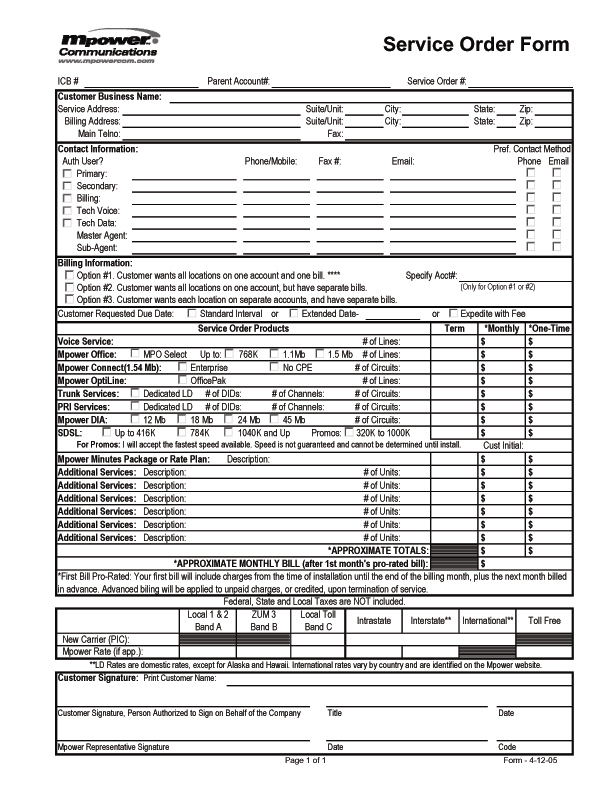 Mpower
Communications
www.mpowercom.com
Service Order Form
ICB # Parent Account#: Service Order #:
Customer Business Name:
Service Address: Suite/Unit: City: State: Zip:
Billing Address: Suite/Unit: City: State: Zip:
Main Telno: Fax:
Contact Information: Pref. Contact Method
Auth User? Phone/Mobile: Fax #: Email: Phone Email
Primary:
Secondary:
Billing:
Tech Voice:
Tech Data:
Master Agent:
Sub-Agent:
Billing Information:
Option #1. Customer wants all locations on one account and one bill. **** Specify Acct#:
Option #2. Customer wants all locations on one account, but have separate bills. (Only for Option #1 or #2)
Option #3. Customer wants each location on separate accounts, and have separate bills.
Customer Requested Due Date: Standard Interval or Extended Date- or Expedite with Fee
Service Order Products Term *Monthly *One-Time
Voice Service: # of Lines: $ $
Mpower Office: MPO Select Up to: 768K 1.1Mb 1.5 Mb # of Lines: $ $
Mpower Connect(1.54 Mb): Enterprise No CPE # of Circuits: $ $
Mpower OptiLine: OfficePak # of Lines: $ $
Trunk Services: Dedicated LD # of DIDs: # of Channels: # of Circuits: $ $
PRI Services: Dedicated LD # of DIDs: # of Channels: # of Circuits: $ $
Mpower DIA: 12 Mb 18 Mb 24 Mb 45 Mb # of Circuits: $ $
SDSL: Up to 416K 784K 1040K and Up Promos: 320K to 1000K $ $
For Promos: I will accept the fastest speed available. Speed is not guaranteed and cannot be determined until install. Cust Initial:
Mpower Minutes Package or Rate Plan: Description: $ $
Additional Services: Description: # of Units: $ $
Additional Services: Description: # of Units: $ $
Additional Services: Description: # of Units: $ $
Additional Services: Description: # of Units: $ $
Additional Services: Description: # of Units: $ $
Additional Services: Description: # of Units: $ $
*APPROXIMATE TOTALS: $ $
*APPROXIMATE MONTHLY BILL (after 1st month's pro-rated bill): $
*First Bill Pro-Rated: Your first bill will include charges from the time of installation until the end of the billing month, plus the next month billed
in advance. Advanced biling will be applied to unpaid charges, or credited, upon termination of service.
Federal, State and Local Taxes are NOT included.
Local 1 & 2 ZUM 3 Local Toll Intrastate Interstate** International** Toll Free
Band A Band B Band C
New Carrier (PIC):
Mpower Rate (if app.):
**LD Rates are domestic rates, except for Alaska and Hawaii. International rates vary by country and are identified on the Mpower website.
Customer Signature: Print Customer Name:
Customer Signature, Person Authorized to Sign on Behalf of the Company Title Date
Mpower Representative Signature Date Code
Page 1 of 1 Form - 4-12-05